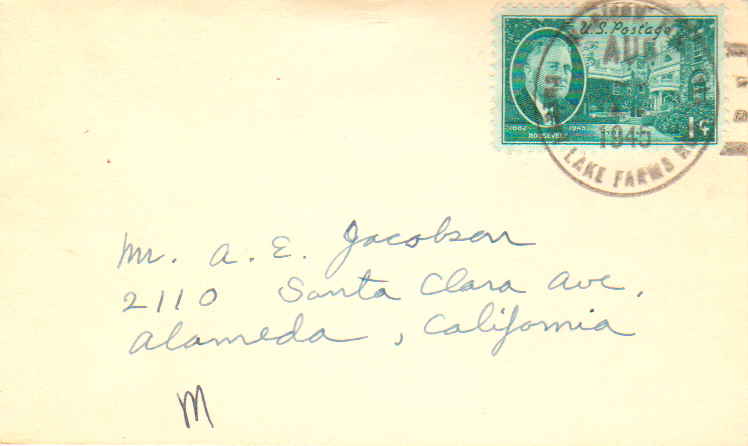 U.S. Postage
AUG
1945
1882 1945
ROOSEVELT
1¢
LAKE FARMS
Mr. A. E. Jacobson
2110 Santa Clara Ave.
Alameda, California
M